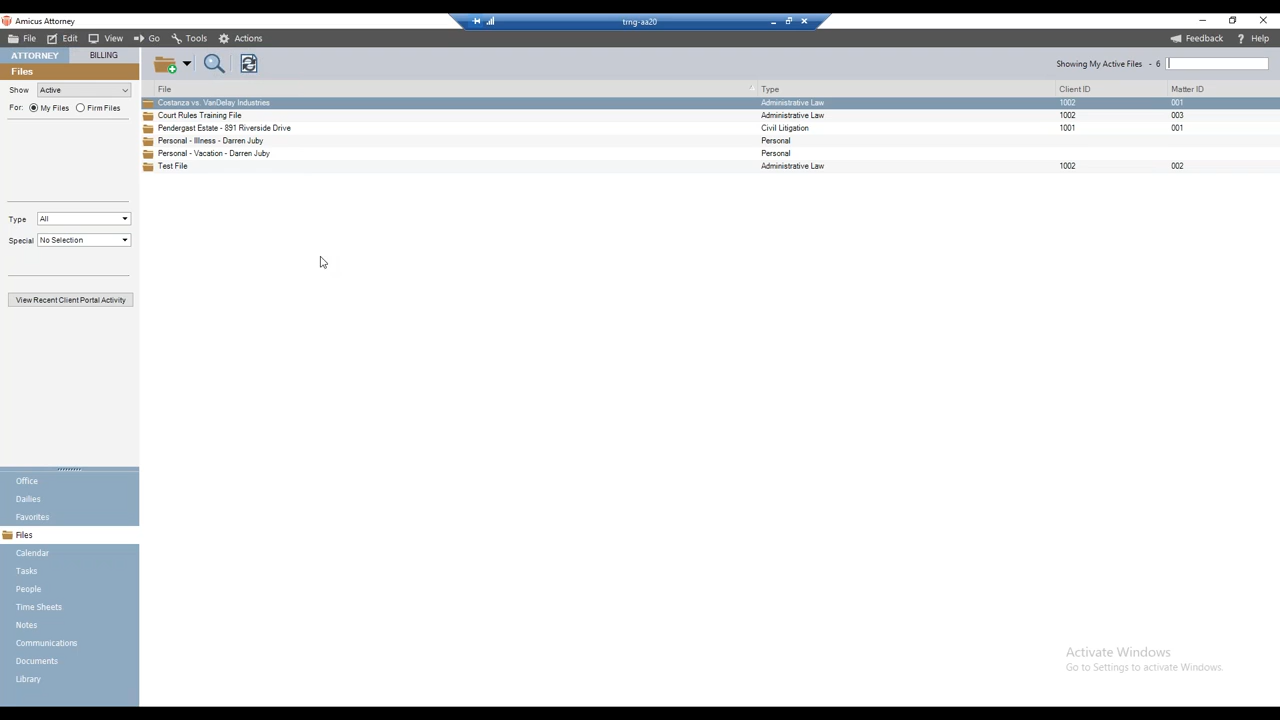 Amicus Attorney
trng-aa20
File Edit View Go Tools Actions Feedback ? Help
ATTORNEY BILLING
Files
Showing My Active Files - 6
Show Active
For: My Files Firm Files
Type All
Special No Selection
View Recent Client Portal Activity
File Type Client ID Matter ID
Costanza vs. VanDelay Industries Administrative Law 1002 001
Court Rules Training File Administrative Law 1002 003
Pendergast Estate - 891 Riverside Drive Civil Litigation 1001 001
Personal - Illness - Darren Juby Personal
Personal - Vacation - Darren Juby Personal
Test File Administrative Law 1002 002
Office
Dailies
Favorites
Files
Calendar
Tasks
People
Time Sheets
Notes
Communications
Documents
Library
Activate Windows
Go to Settings to activate Windows.